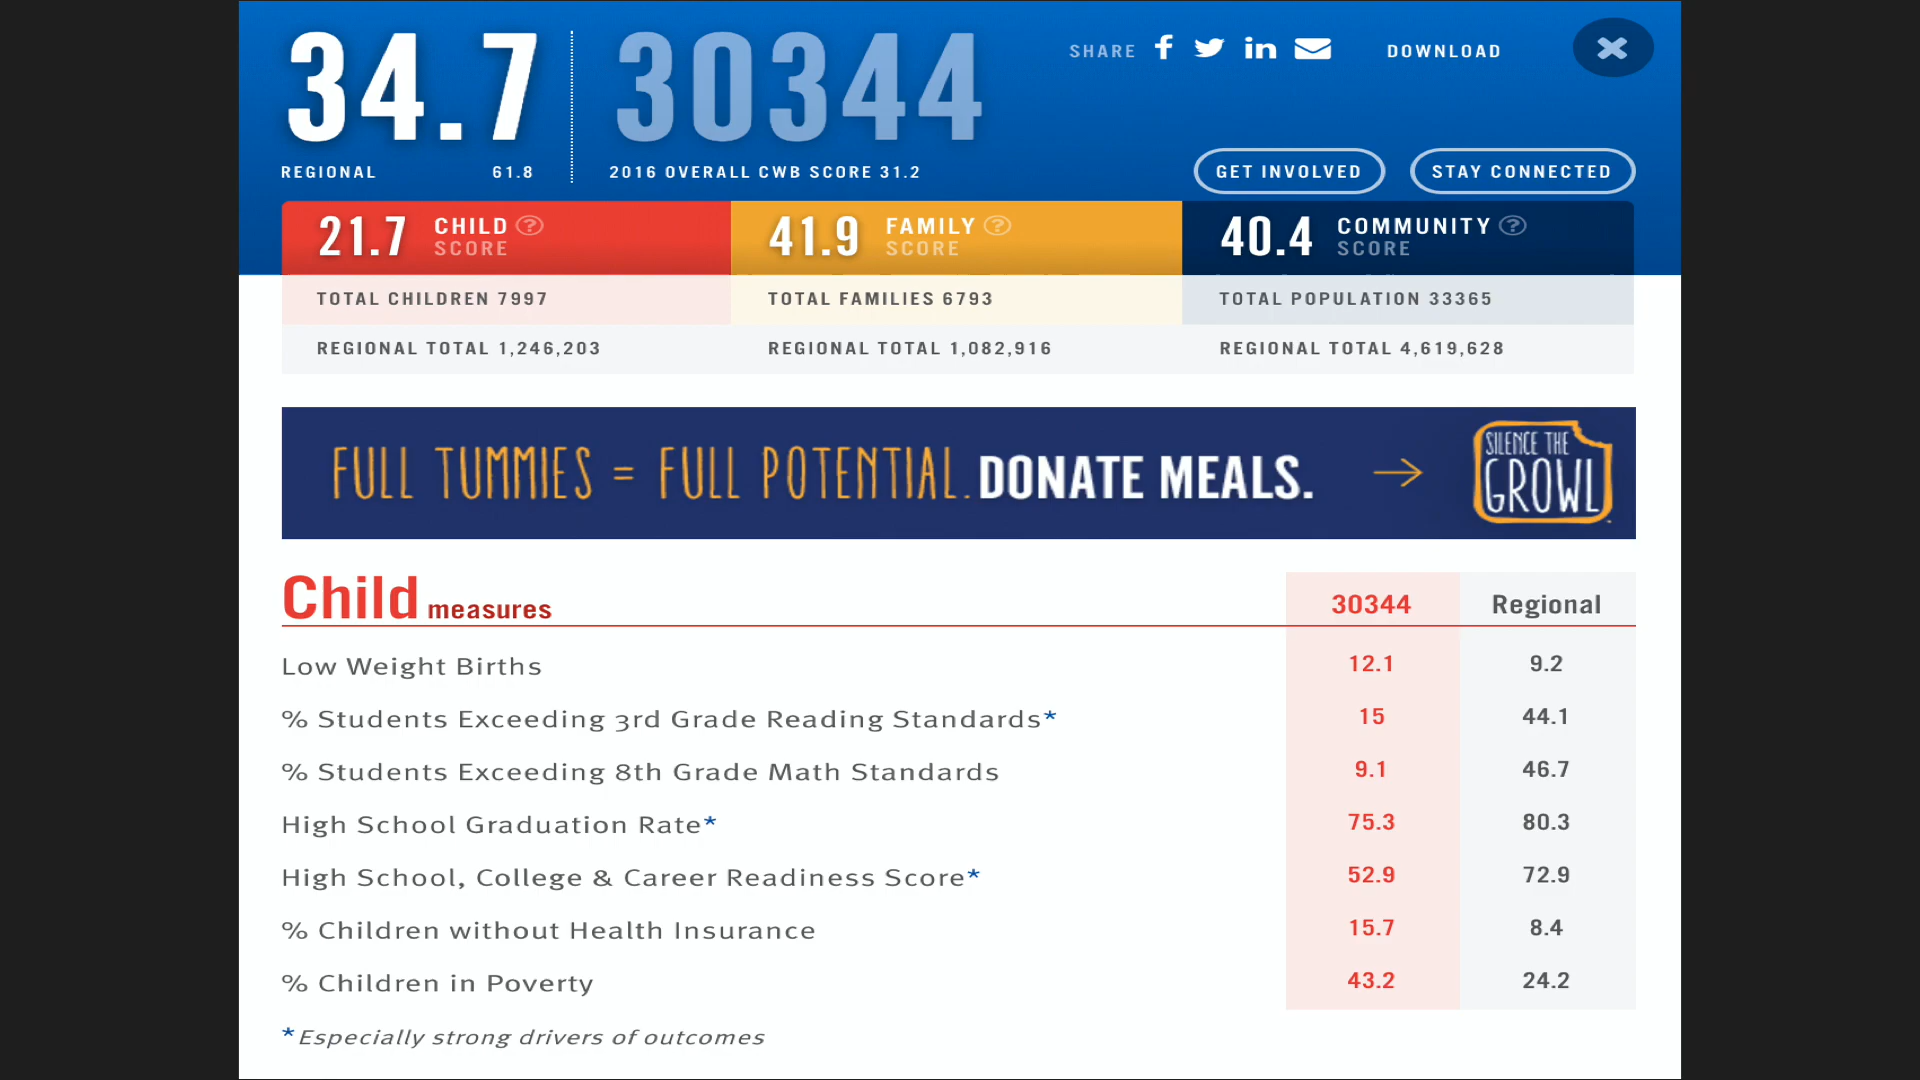 34.7
30344
SHARE
DOWNLOAD
REGIONAL 61.8
2016 OVERALL CWB SCORE 31.2
GET INVOLVED
STAY CONNECTED
21.7 CHILD ?
SCORE
41.9 FAMILY ?
SCORE
40.4 COMMUNITY ?
SCORE
TOTAL CHILDREN 7997
TOTAL FAMILIES 6793
TOTAL POPULATION 33365
REGIONAL TOTAL 1,246,203
REGIONAL TOTAL 1,082,916
REGIONAL TOTAL 4,619,628
FULL TUMMIES = FULL POTENTIAL. DONATE MEALS. →
SILENCE THE
GROWL
Child measures 30344 Regional
Low Weight Births 12.1 9.2
% Students Exceeding 3rd Grade Reading Standards* 15 44.1
% Students Exceeding 8th Grade Math Standards 9.1 46.7
High School Graduation Rate* 75.3 80.3
High School, College & Career Readiness Score* 52.9 72.9
% Children without Health Insurance 15.7 8.4
% Children in Poverty 43.2 24.2
*Especially strong drivers of outcomes